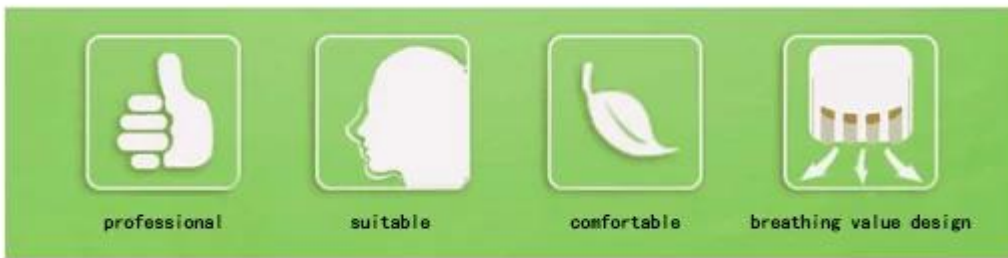 professional
suitable
comfortable
breathing value design